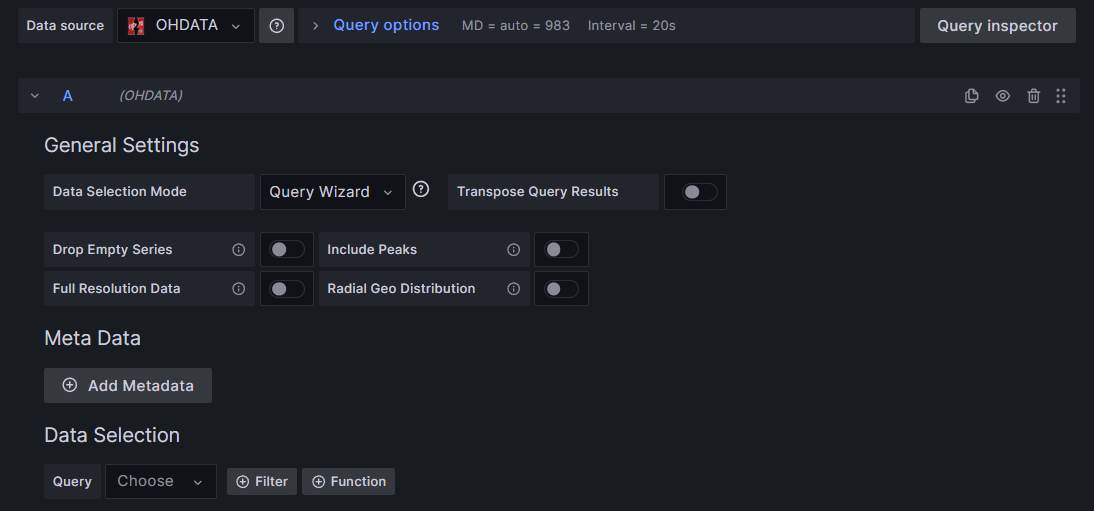 Data source OHDATA Query options MD = auto = 983 Interval = 20s Query inspector
A (OHDATA)
General Settings
Data Selection Mode Query Wizard Transpose Query Results
Drop Empty Series Include Peaks
Full Resolution Data Radial Geo Distribution
Meta Data
Add Metadata
Data Selection
Query Choose Filter Function